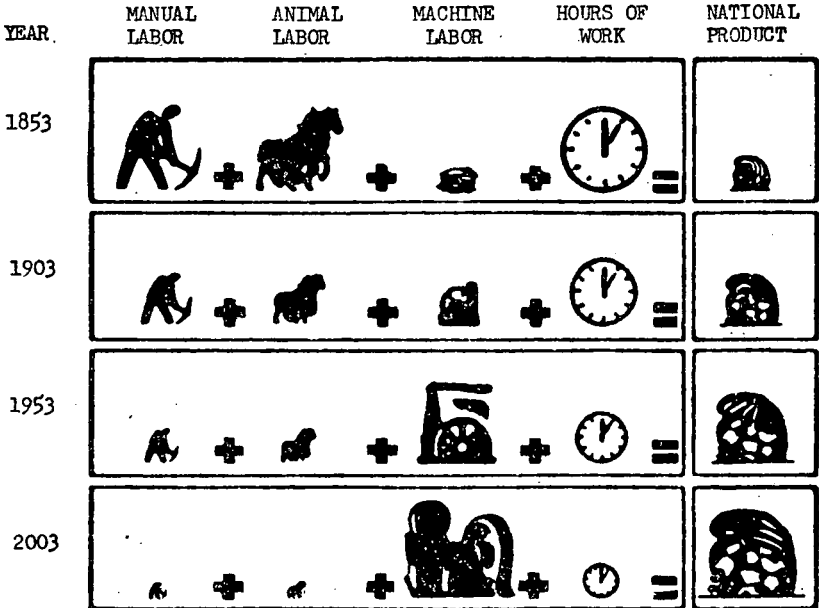 YEAR
MANUAL LABOR
ANIMAL LABOR
MACHINE LABOR
HOURS OF WORK
NATIONAL PRODUCT
1853
+ + + =
1903
+ + + =
1953
+ + + =
2003
+ + + =